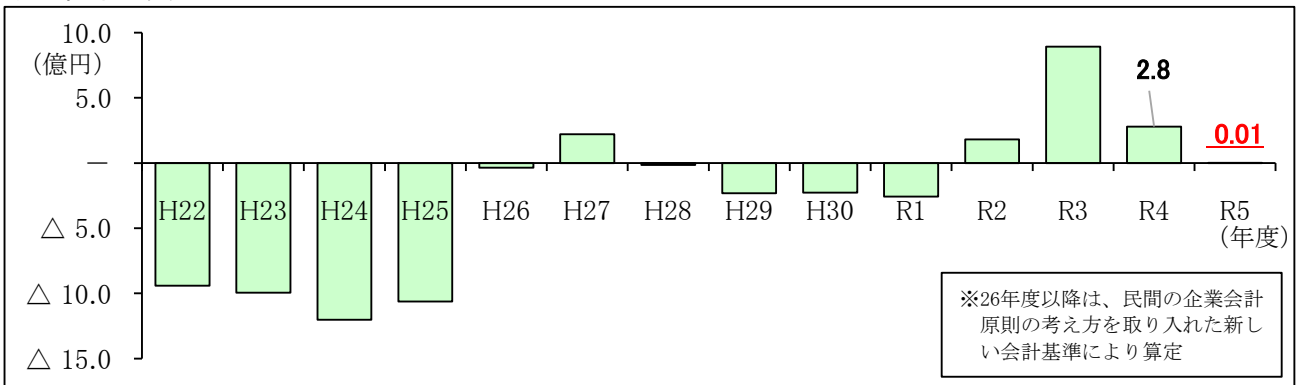 10.0
（億円）
5.0
―
△ 5.0
△ 10.0
△ 15.0
H22 H23 H24 H25 H26 H27 H28 H29 H30 R1 R2 R3 R4 R5
（年度）
2.8
0.01
※26年度以降は、民間の企業会計
原則の考え方を取り入れた新し
い会計基準により算定